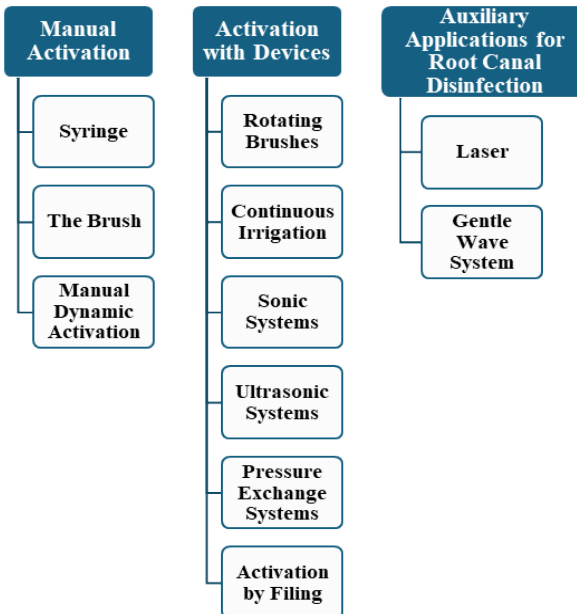 Manual
Activation
Syringe
The Brush
Manual
Dynamic
Activation
Activation
with Devices
Rotating
Brushes
Continuous
Irrigation
Sonic
Systems
Ultrasonic
Systems
Pressure
Exchange
Systems
Activation
by Filing
Auxiliary
Applications for
Root Canal
Disinfection
Laser
Gentle
Wave
System